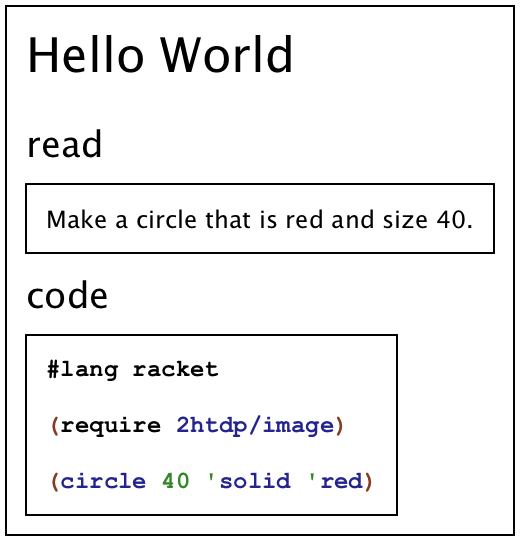 Hello World
read
Make a circle that is red and size 40.
code
#lang racket
(require 2htdp/image)
(circle 40 'solid 'red)